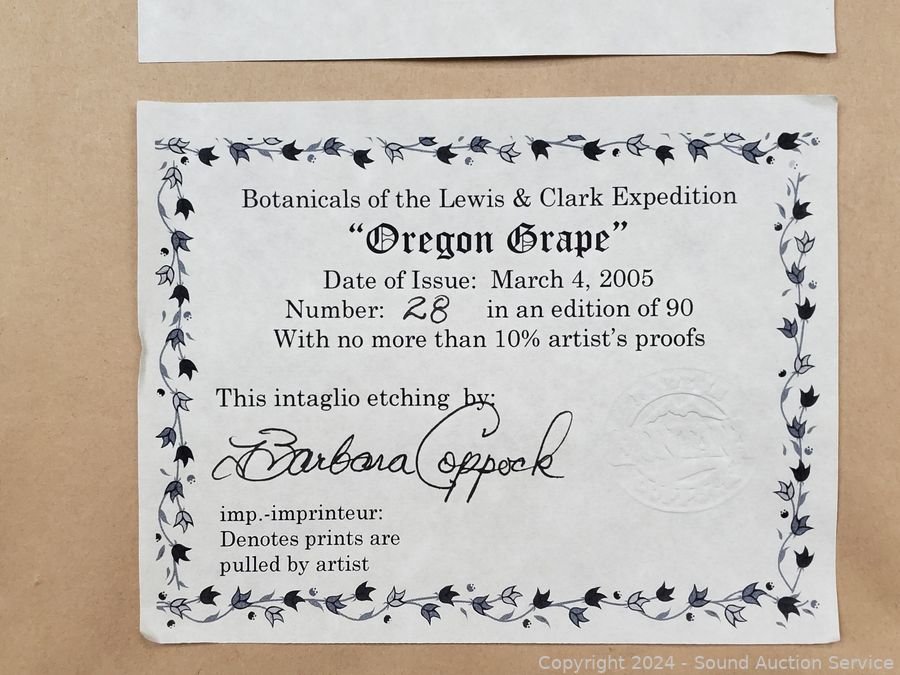 Botanicals of the Lewis & Clark Expedition
“Oregon Grape”
Date of Issue: March 4, 2005
Number: 28 in an edition of 90
With no more than 10% artist's proofs
This intaglio etching by:
Barbara Coppock
imp.-imprinteur:
Denotes prints are
pulled by artist
Copyright 2024 - Sound Auction Service